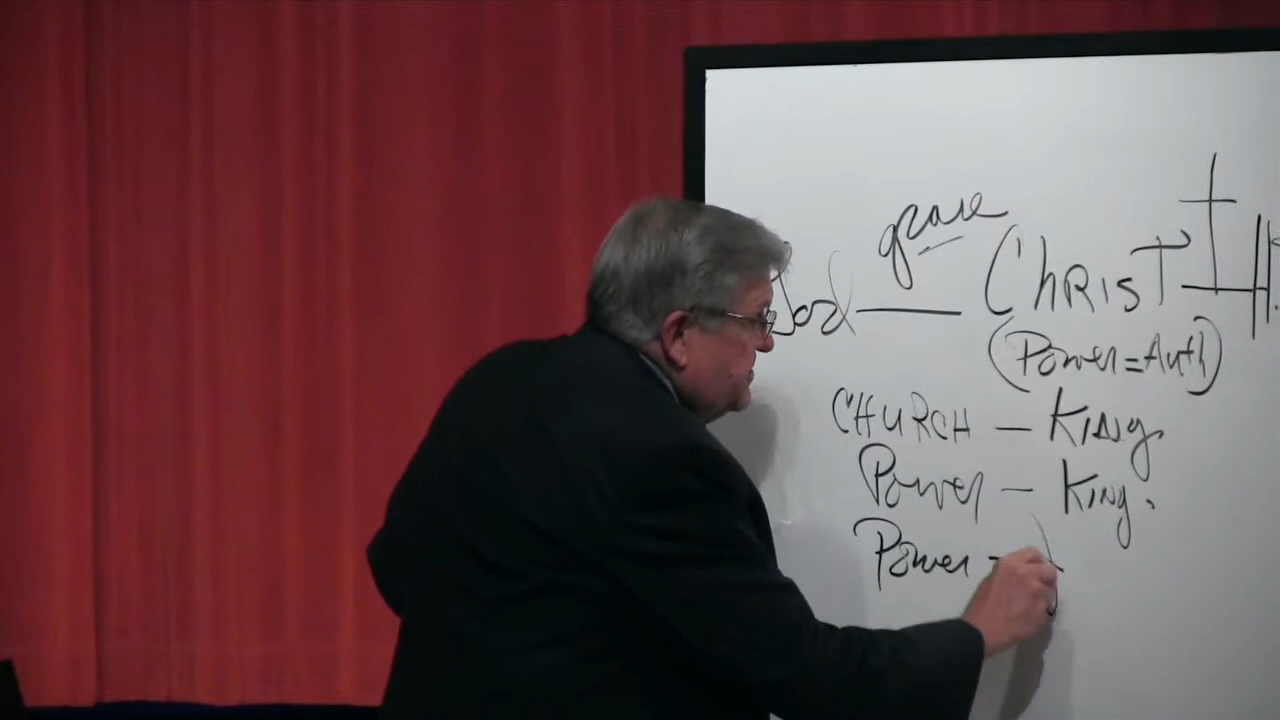 grace
God — Christ
(Power = Auth)
CHURCH — King.
Power — King.
Power —